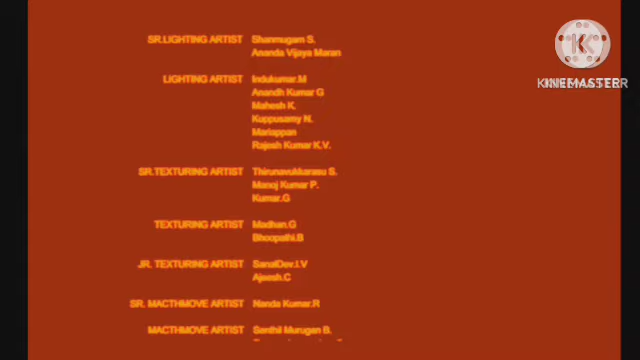 SR.LIGHTING ARTIST Shanmugam S.
Ananda Vijaya Maran
LIGHTING ARTIST Indukumar.M
Anandh Kumar G
Mahesh K.
Kuppusamy N.
Mariappan
Rajesh Kumar K.V.
SR.TEXTURING ARTIST Thirunavukkarasu S.
Manoj Kumar P.
Kumar.G
TEXTURING ARTIST Madhan.G
Bhoopathi.B
JR. TEXTURING ARTIST SanalDev.I.V
Ajeesh.C
SR. MACTHMOVE ARTIST Nanda Kumar.R
MACTHMOVE ARTIST Senthil Murugan B.
KINEMASTER